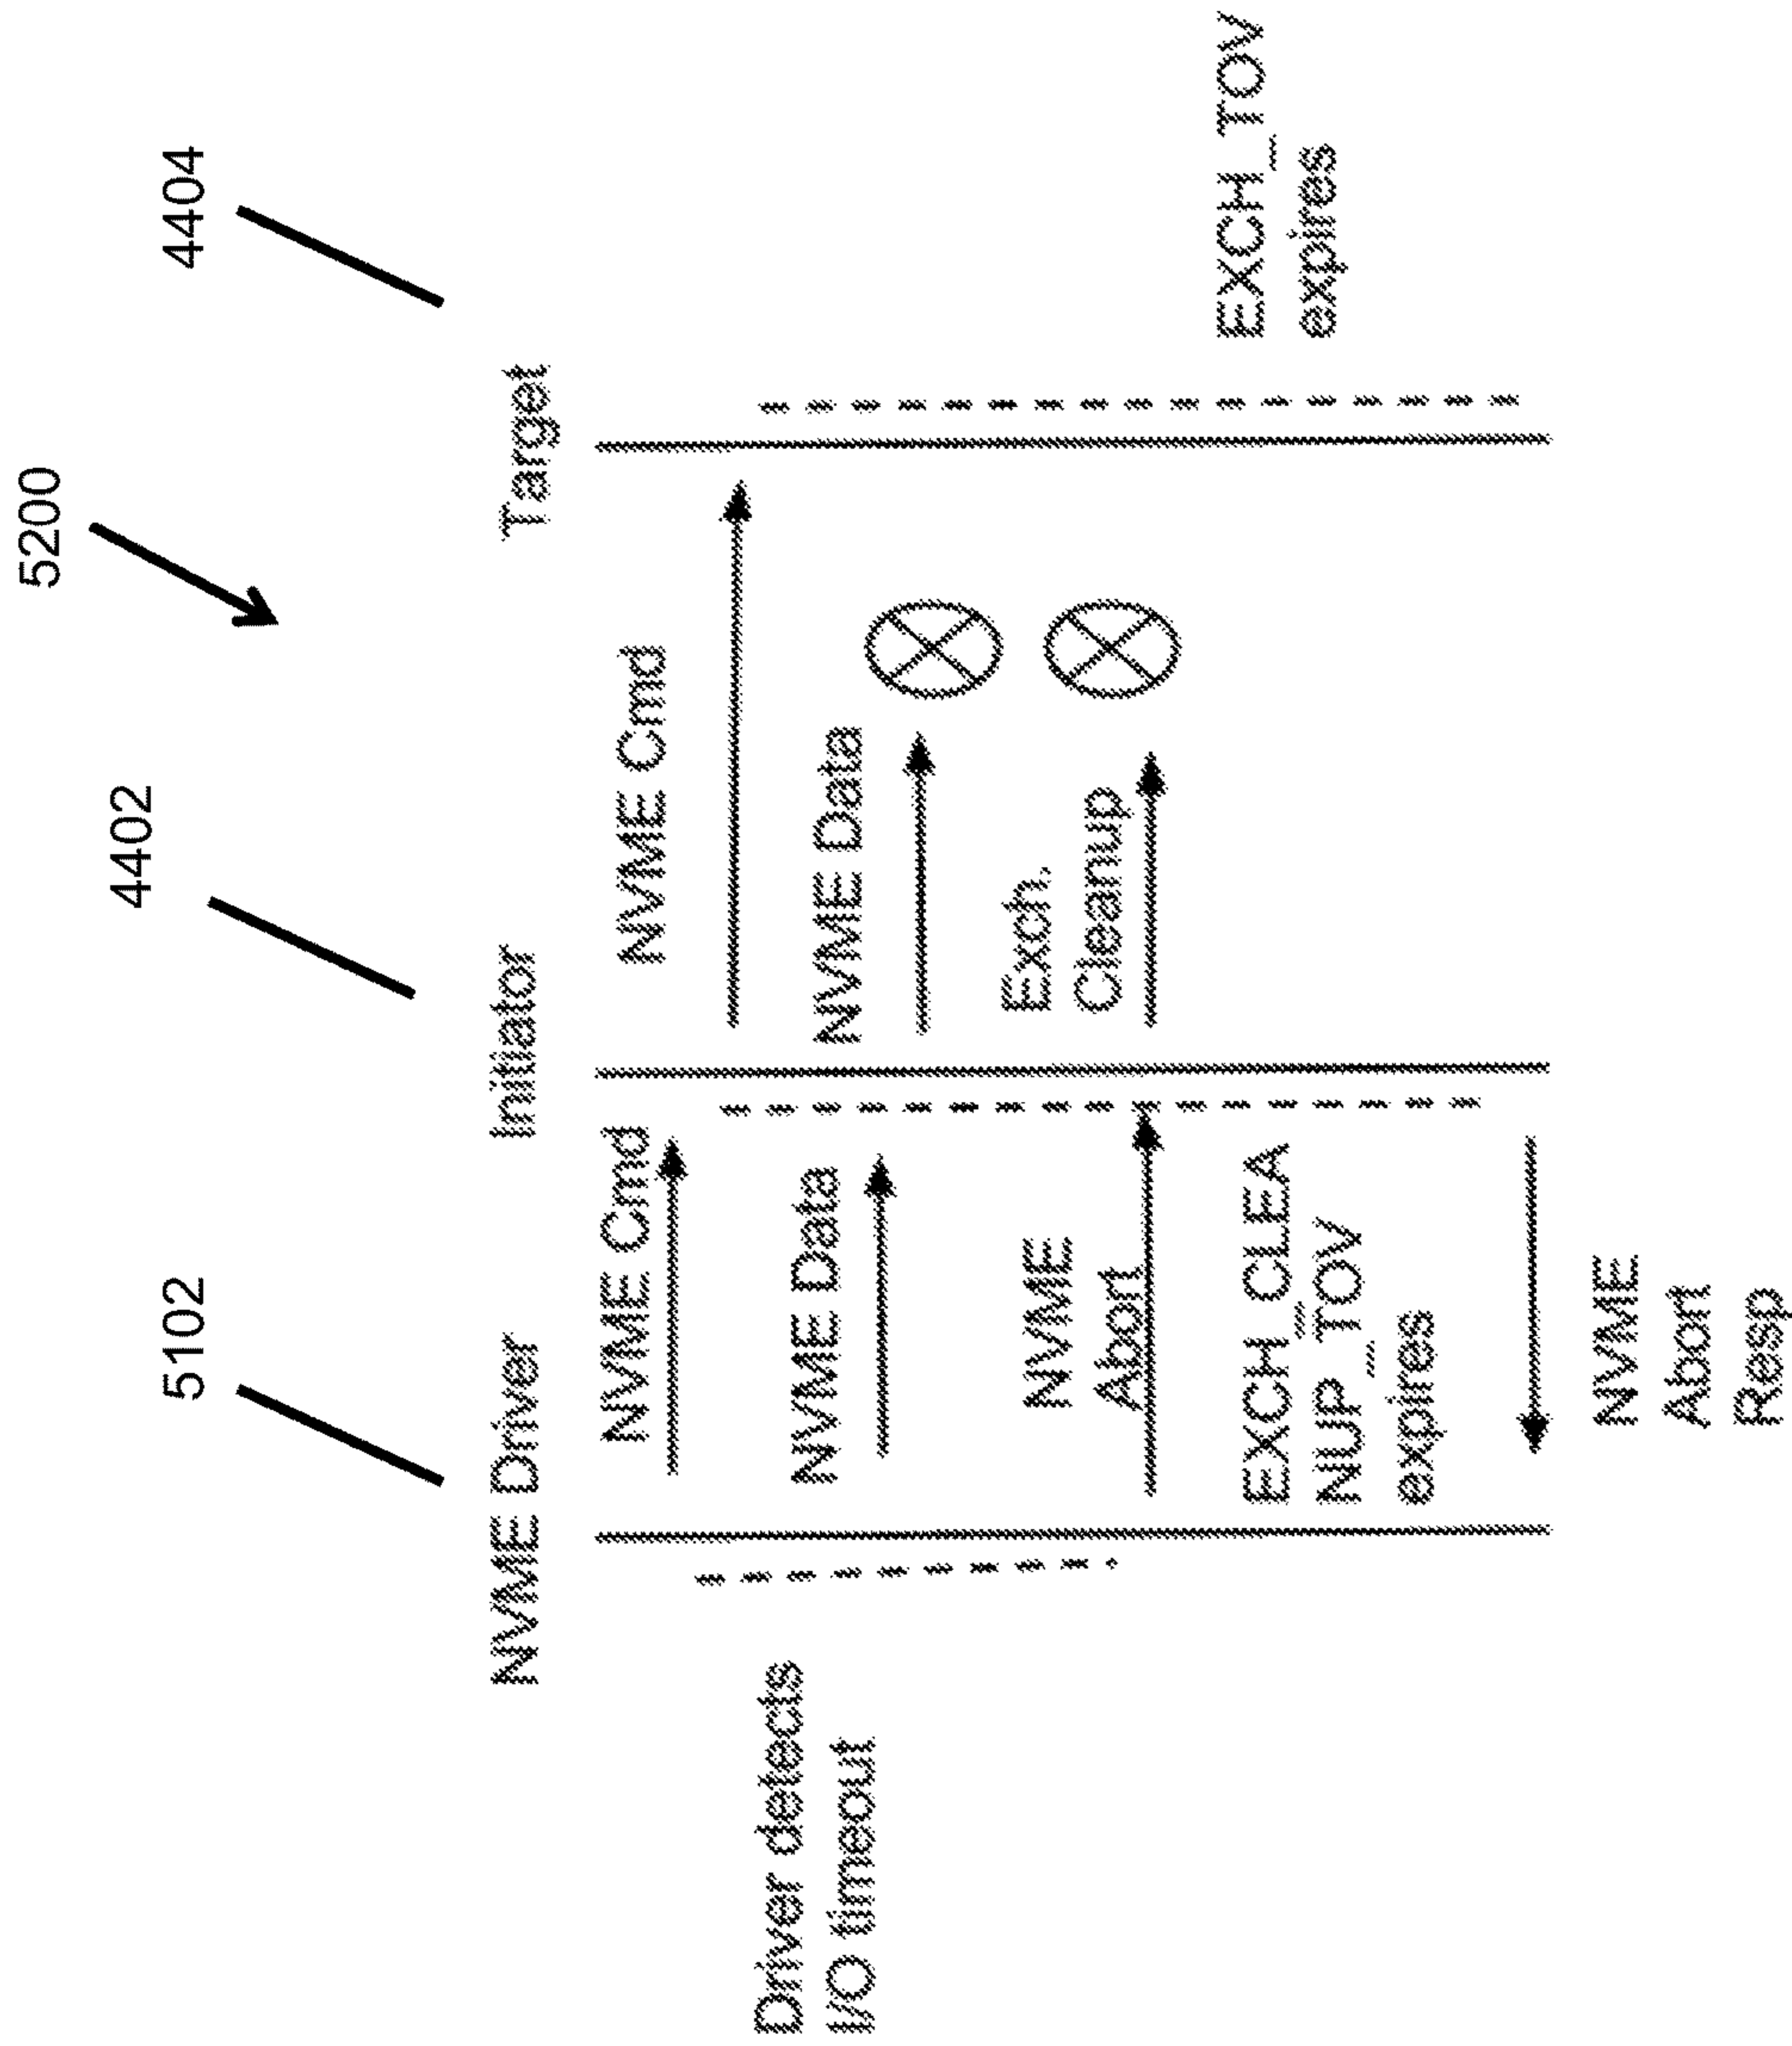 5200
5102
4402
4404
NVME Driver
Initiator
Target
NVME Cmd
NVME Cmd
Driver detects
I/O timeout
NVME Data
NVME Data
NVME
Abort
Exch.
Cleanup
EXCH_CLEA
NUP_TOV
expires
EXCH_TOV
expires
NVME
Abort
Resp